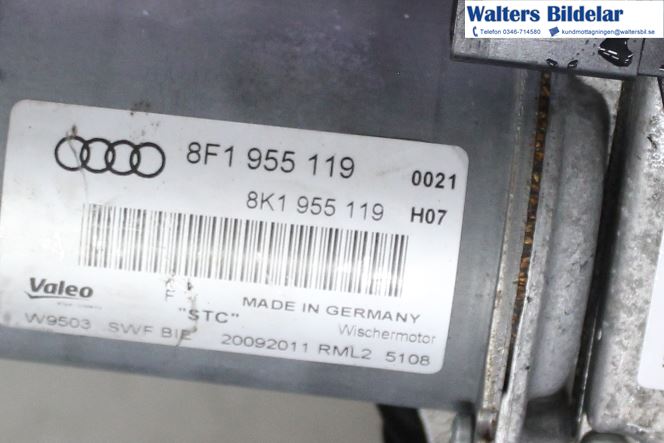 Walters Bildelar
Telefon 0346-714580 kundmottagningen@waltersbil.se
8F1 955 119 0021
8K1 955 119 H07
Valeo
F
"STC" MADE IN GERMANY
Wischermotor
W9503 SWF BIE 20092011 RML2 5108